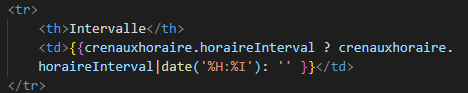 <tr>
<th>Intervalle</th>
<td>{{crenauxhoraire.horaireInterval ? crenauxhoraire.
horaireInterval|date('%H:%I'): '' }}</td>
</tr>